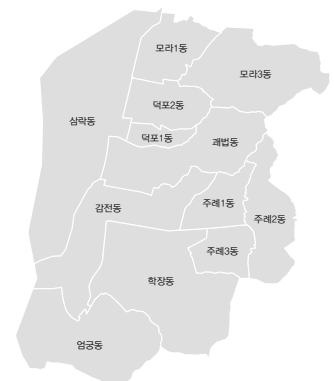 모라1동
모라3동
덕포2동
삼락동
덕포1동
괘법동
감전동
주례1동
주례2동
주례3동
학장동
엄궁동